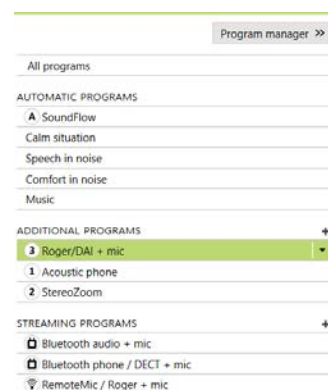 Program manager »
All programs
AUTOMATIC PROGRAMS
A SoundFlow
Calm situation
Speech in noise
Comfort in noise
Music
ADDITIONAL PROGRAMS +
3 Roger/DAI + mic
1 Acoustic phone
2 StereoZoom
STREAMING PROGRAMS +
Bluetooth audio + mic
Bluetooth phone / DECT + mic
RemoteMic / Roger + mic